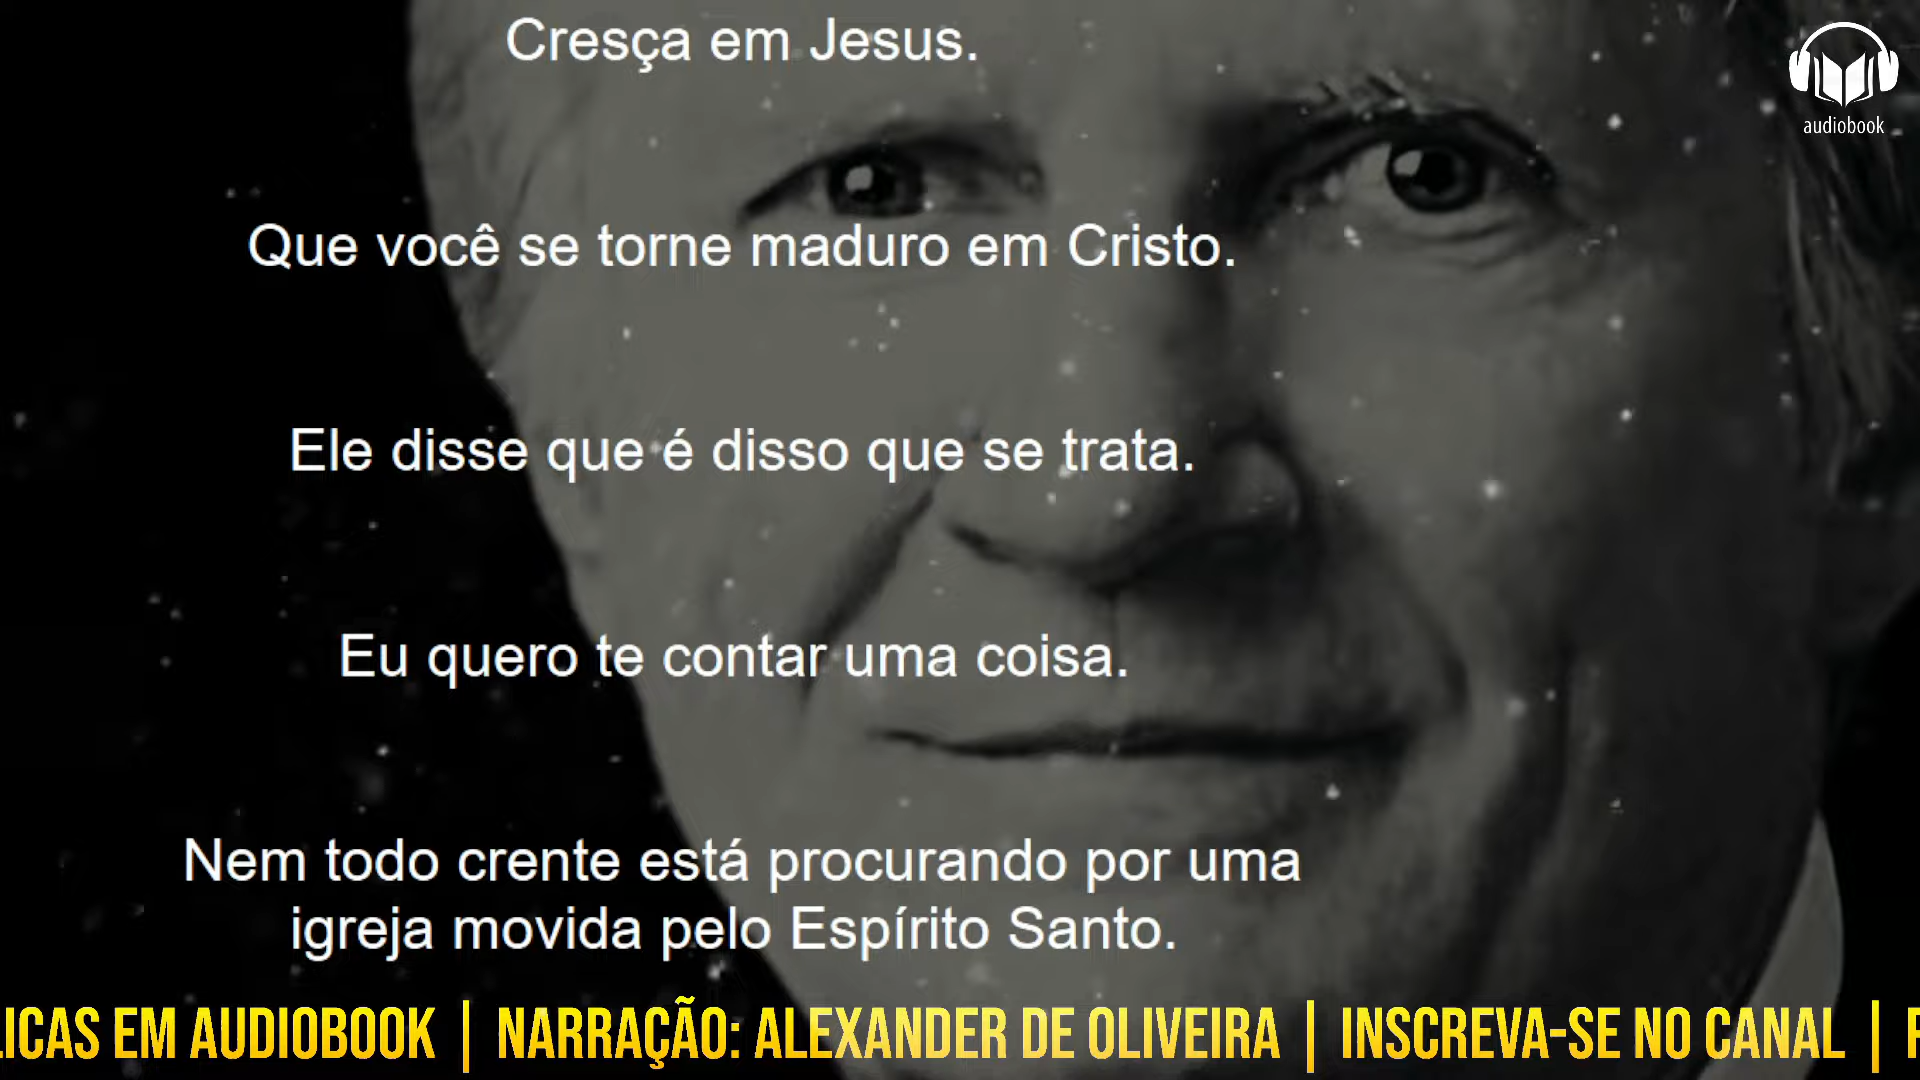 Cresça em Jesus.
audiobook
Que você se torne maduro em Cristo.
Ele disse que é disso que se trata.
Eu quero te contar uma coisa.
Nem todo crente está procurando por uma
igreja movida pelo Espírito Santo.
EM AUDIOBOOK | NARRAÇÃO: ALEXANDER DE OLIVEIRA | INSCREVA-SE NO CANAL |